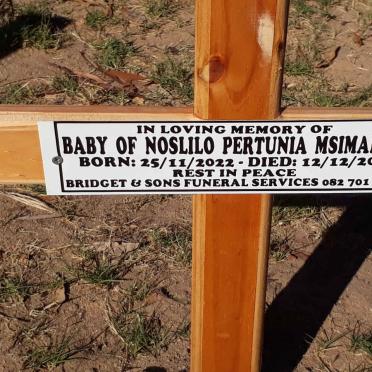 IN LOVING MEMORY OF
BABY OF NOSLILO PERTUNIA MSIMA
BORN: 25/11/2022 - DIED: 12/12/20
REST IN PEACE
BRIDGET & SONS FUNERAL SERVICES 082 701